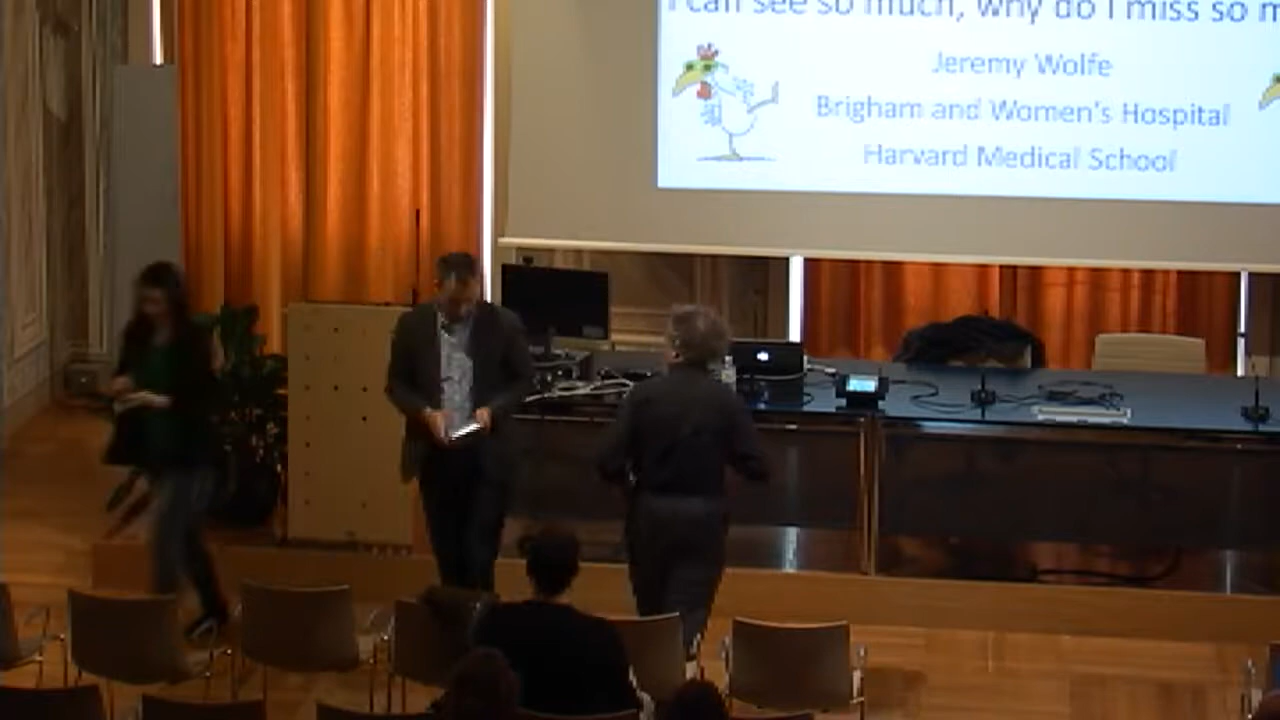 can see so much, why do I miss so
Jeremy Wolfe
Brigham and Women's Hospital
Harvard Medical School